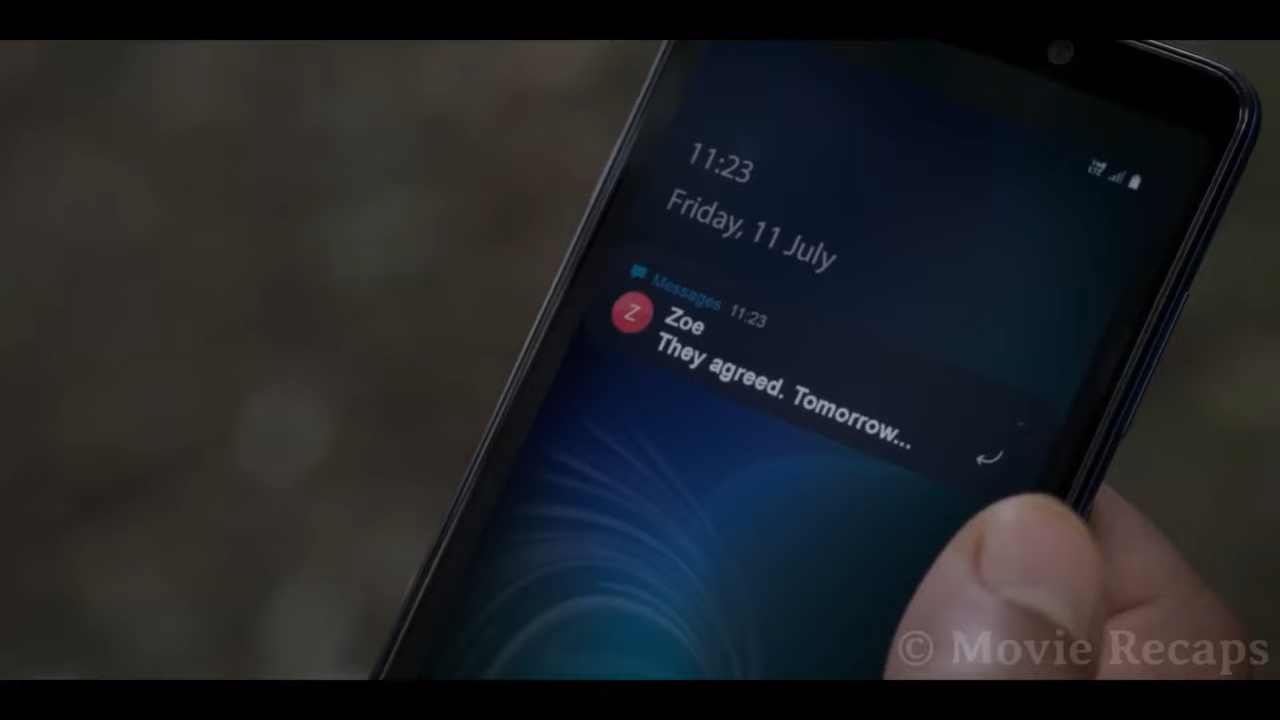 11:23
Friday, 11 July
Messages 11:23
Z
Zoe
They agreed. Tomorrow...
© Movie Recaps